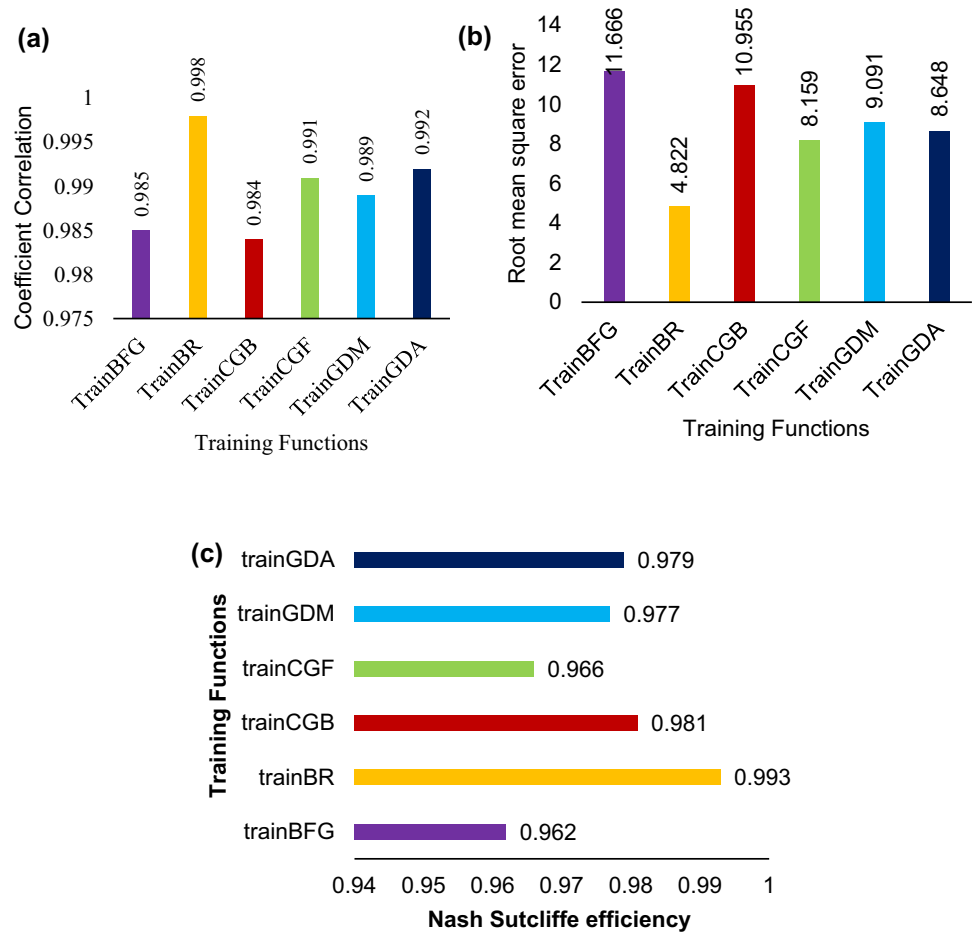 (a)
Coefficient Correlation
1
0.995
0.99
0.985
0.98
0.975
0.985
0.998
0.984
0.991
0.989
0.992
TrainBFG
TrainBR
TrainCGB
TrainCGF
TrainGDM
TrainGDA
Training Functions
(b)
Root mean square error
14
12
10
8
6
4
2
0
11.666
4.822
10.955
8.159
9.091
8.648
TrainBFG
TrainBR
TrainCGB
TrainCGF
TrainGDM
TrainGDA
Training Functions
(c)
Training Functions
trainGDA
0.979
trainGDM
0.977
trainCGF
0.966
trainCGB
0.981
trainBR
0.993
trainBFG
0.962
0.94 0.95 0.96 0.97 0.98 0.99 1
Nash Sutcliffe efficiency